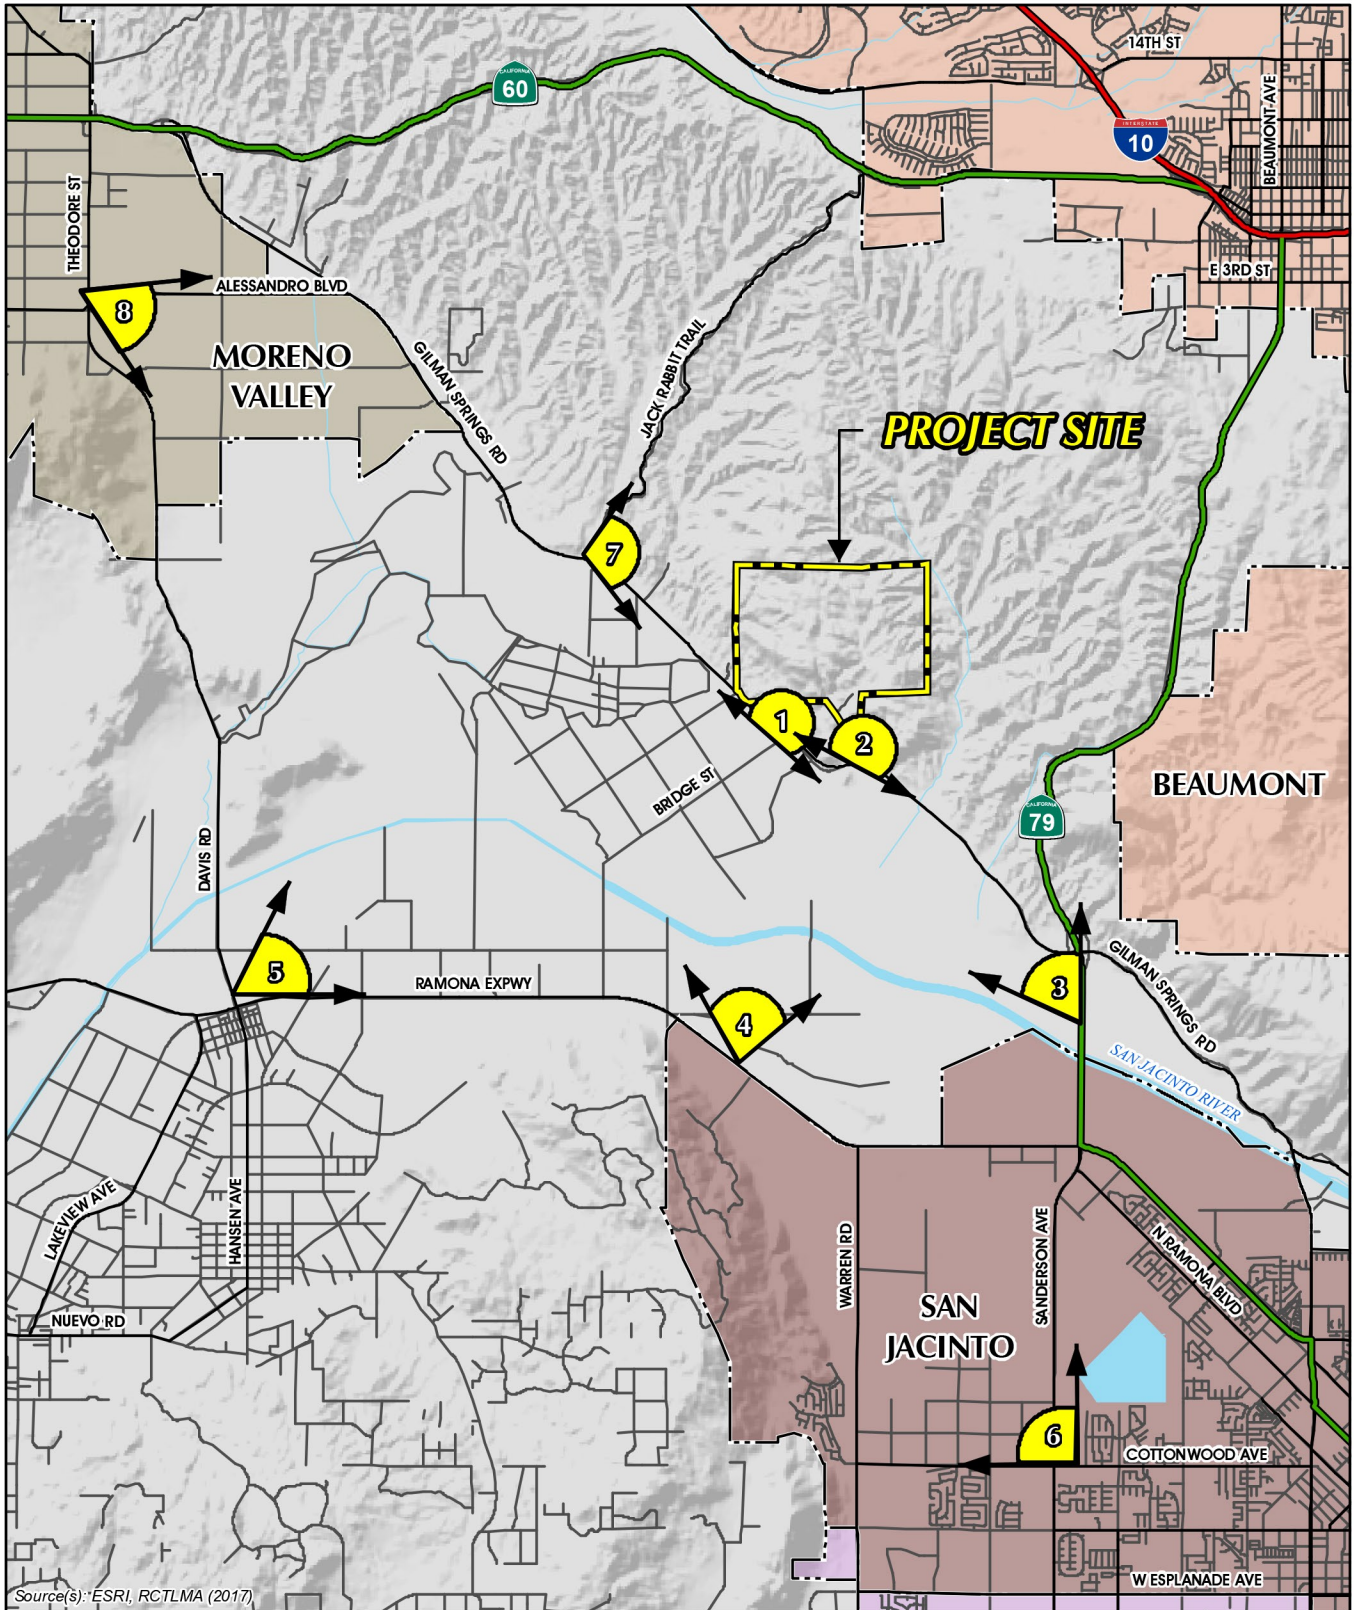 14TH ST
CALIFORNIA
60
INTERSTATE
10
BEAUMONT AVE
THEODORE ST
E 3RD ST
ALESSANDRO BLVD
8
MORENO
VALLEY
GILMAN SPRINGS RD
JACK RABBIT TRAIL
PROJECT SITE
7
1
2
BRIDGE ST
BEAUMONT
CALIFORNIA
79
DAVIS RD
5
RAMONA EXPWY
4
3
GILMAN SPRINGS RD
SAN JACINTO RIVER
LAKEVIEW AVE
HANSEN AVE
WARREN RD
SANDERSON AVE
N RAMONA BLVD
NUEVO RD
SAN
JACINTO
6
COTTONWOOD AVE
W ESPLANADE AVE
Source(s): ESRI, RCTLMA (2017)